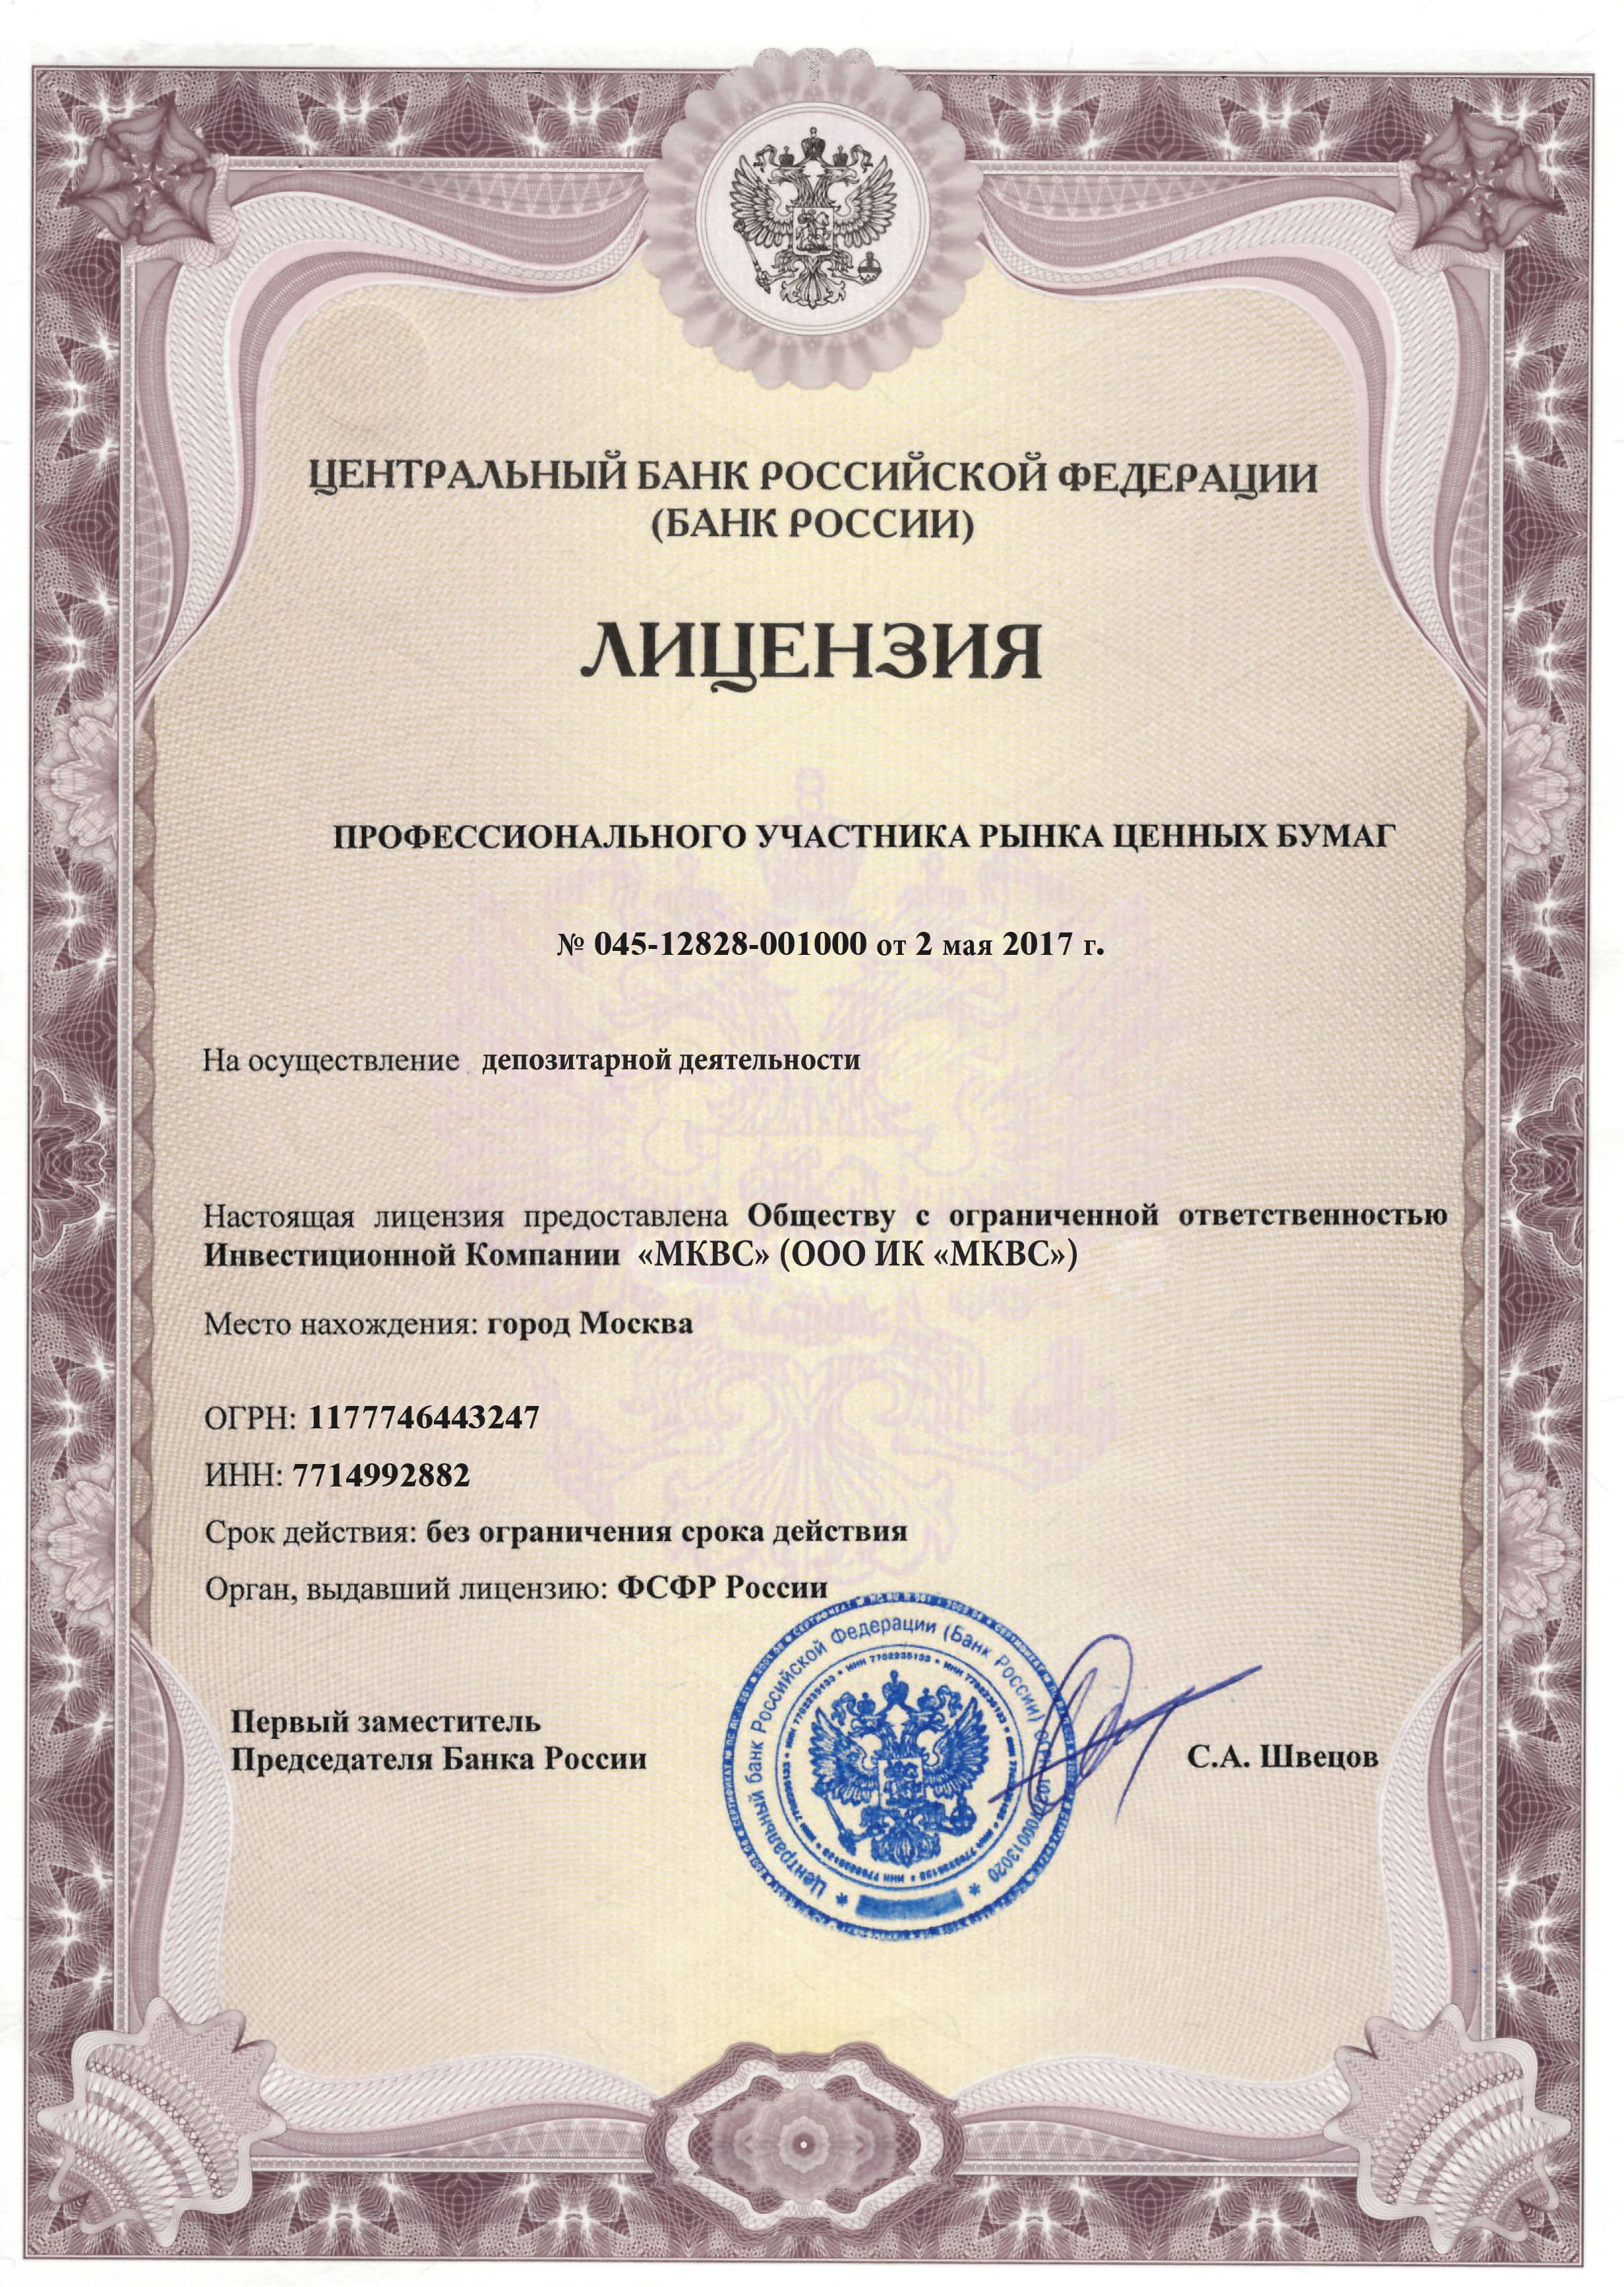 ЦЕНТРАЛЬНЫЙ БАНК РОССИЙСКОЙ ФЕДЕРАЦИИ
(БАНК РОССИИ)
ЛИЦЕНЗИЯ
ПРОФЕССИОНАЛЬНОГО УЧАСТНИКА РЫНКА ЦЕННЫХ БУМАГ
№ 045-12828-001000 от 2 мая 2017 г.
На осуществление депозитарной деятельности
Настоящая лицензия предоставлена Обществу с ограниченной ответственностью
Инвестиционной Компании «МКВС» (ООО ИК «МКВС»)
Место нахождения: город Москва
ОГРН: 1177746443247
ИНН: 7714992882
Срок действия: без ограничения срока действия
Орган, выдавший лицензию: ФСФР России
Первый заместитель
Председателя Банка России
С.А. Швецов
Центральный банк Российской Федерации (Банк России)
ИНН 7702235133